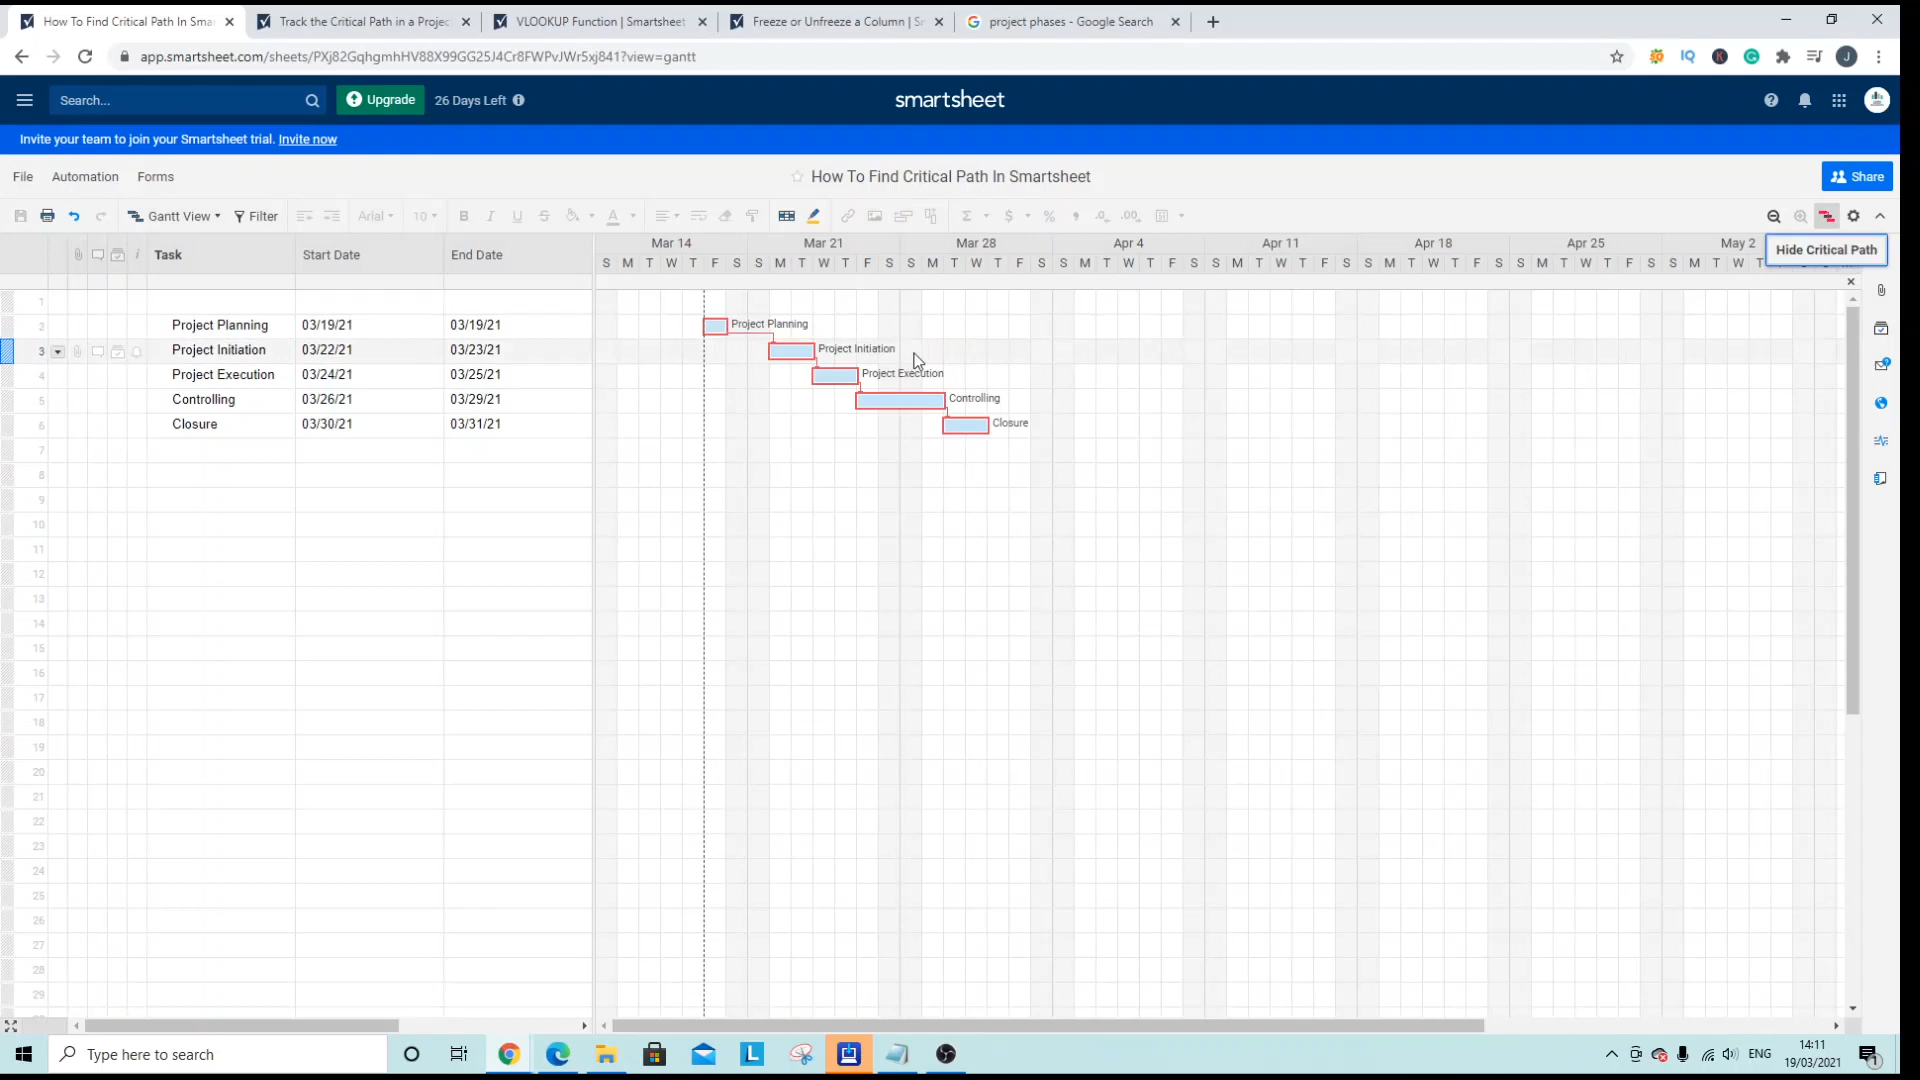 How To Find Critical Path In Smar
Track the Critical Path in a Projec
VLOOKUP Function | Smartsheet
Freeze or Unfreeze a Column | Sm
project phases - Google Search
app.smartsheet.com/sheets/PXj82GqhgmhHV88X99GG25J4Cr8FWPvJWr5xj841?view=gantt
Search...
Upgrade
26 Days Left
smartsheet
Invite your team to join your Smartsheet trial. Invite now
File Automation Forms
How To Find Critical Path In Smartsheet
Share
Gantt View Filter Arial 10 B I U S A Σ $ % , .0 .00
Hide Critical Path
Task Start Date End Date
Mar 14 Mar 21 Mar 28 Apr 4 Apr 11 Apr 18 Apr 25 May 2
S M T W T F S S M T W T F S S M T W T F S S M T W T F S S M T W T F S S M T W T F S S M T W T F S S M T W T
1
2 Project Planning 03/19/21 03/19/21 Project Planning
3 Project Initiation 03/22/21 03/23/21 Project Initiation
4 Project Execution 03/24/21 03/25/21 Project Execution
5 Controlling 03/26/21 03/29/21 Controlling
6 Closure 03/30/21 03/31/21 Closure
7
8
9
10
11
12
13
14
15
16
17
18
19
20
21
22
23
24
25
26
27
28
29
Type here to search
L
ENG
14:11
19/03/2021
1